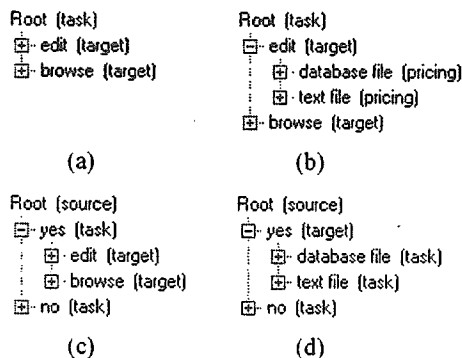 Root (task)
edit (target)
browse (target)
(a)
Root (task)
edit (target)
database file (pricing)
text file (pricing)
browse (target)
(b)
Root (source)
yes (task)
edit (target)
browse (target)
no (task)
(c)
Root (source)
yes (target)
database file (task)
text file (task)
no (task)
(d)